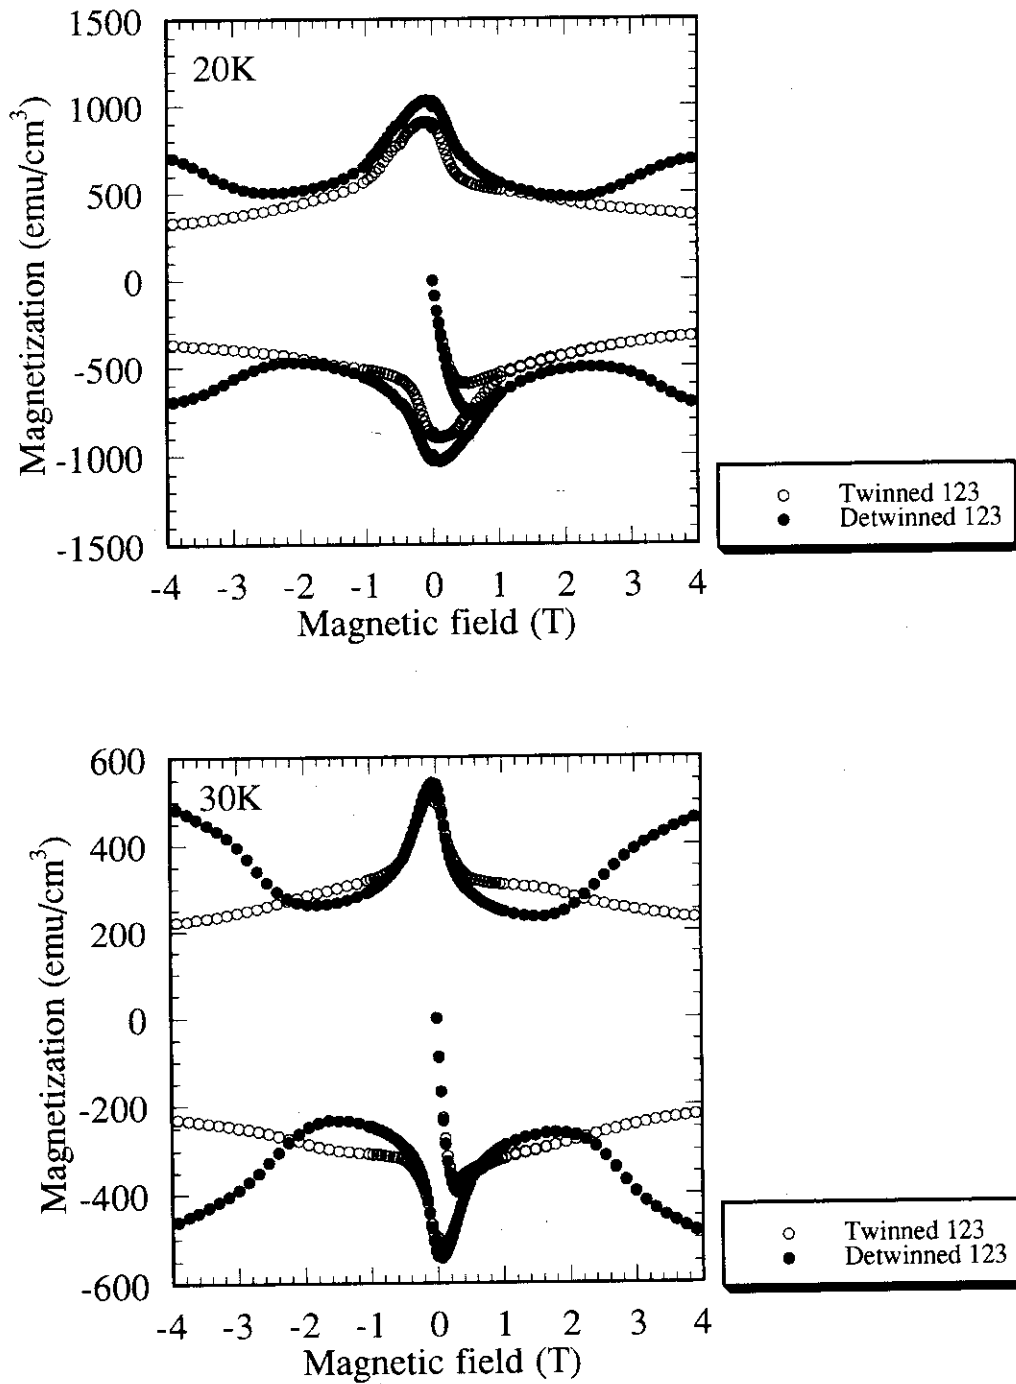 1500
1000
500
0
-500
-1000
-1500
Magnetization (emu/cm³)
20K
-4 -3 -2 -1 0 1 2 3 4
Magnetic field (T)
Twinned 123
Detwinned 123
600
400
200
0
-200
-400
-600
Magnetization (emu/cm³)
30K
-4 -3 -2 -1 0 1 2 3 4
Magnetic field (T)
Twinned 123
Detwinned 123